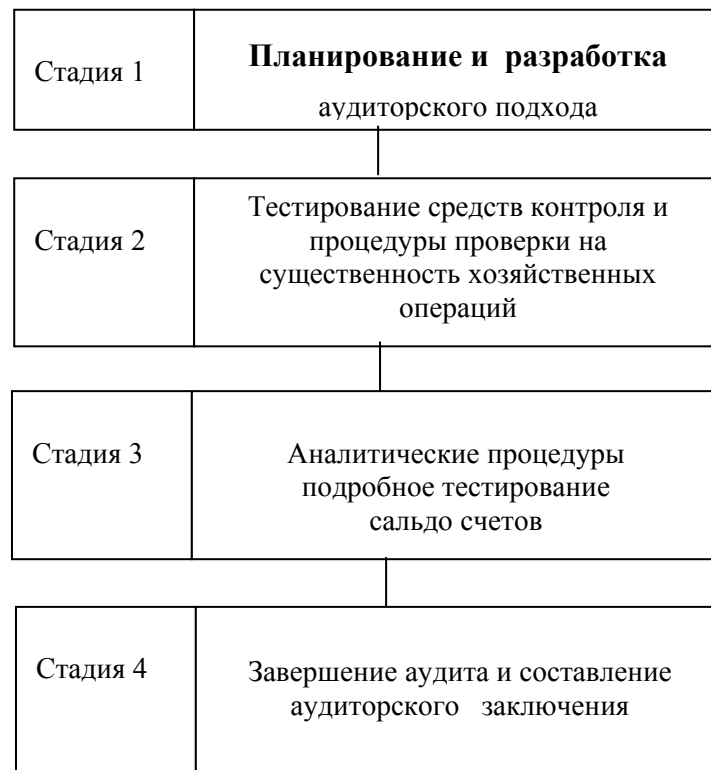 Стадия 1
Планирование и разработка
аудиторского подхода
Стадия 2
Тестирование средств контроля и
процедуры проверки на
существенность хозяйственных
операций
Стадия 3
Аналитические процедуры
подробное тестирование
сальдо счетов
Стадия 4
Завершение аудита и составление
аудиторского заключения